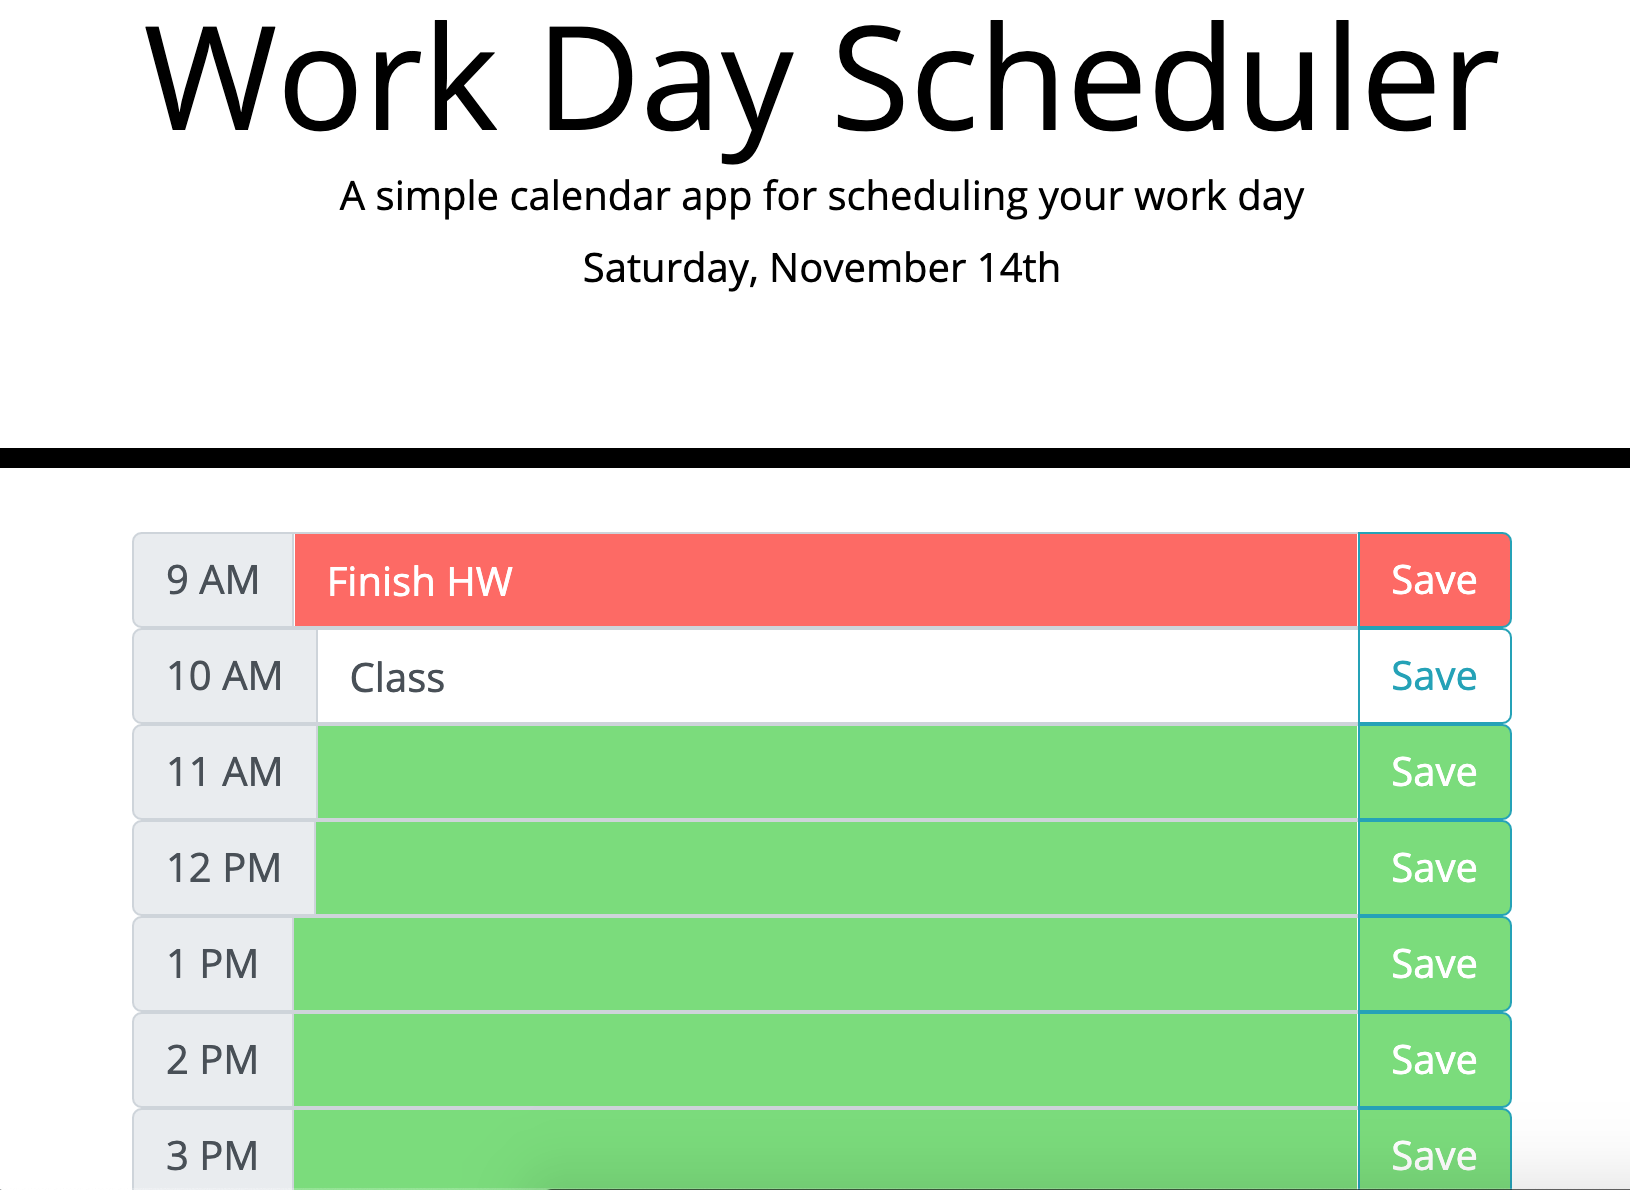 Work Day Scheduler
A simple calendar app for scheduling your work day
Saturday, November 14th
9 AM Finish HW Save
10 AM Class Save
11 AM Save
12 PM Save
1 PM Save
2 PM Save
3 PM Save